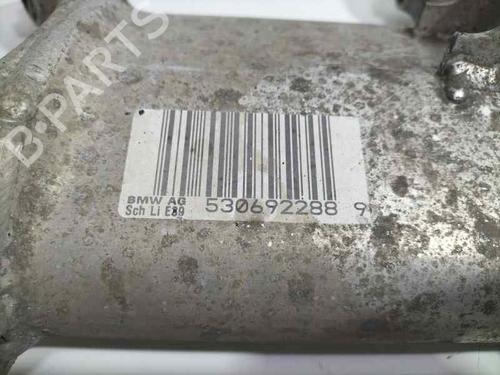 B-PARTS
BMW AG
Sch Li E89 530692288 9